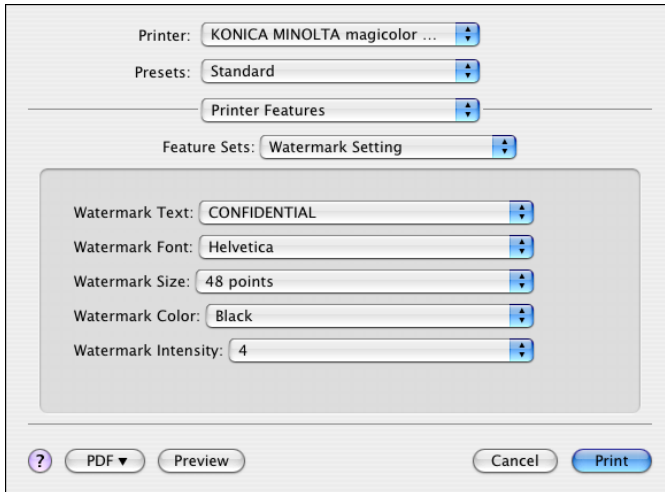 Printer: KONICA MINOLTA magicolor ...
Presets: Standard
Printer Features
Feature Sets: Watermark Setting
Watermark Text: CONFIDENTIAL
Watermark Font: Helvetica
Watermark Size: 48 points
Watermark Color: Black
Watermark Intensity: 4
? PDF ▼ Preview Cancel Print